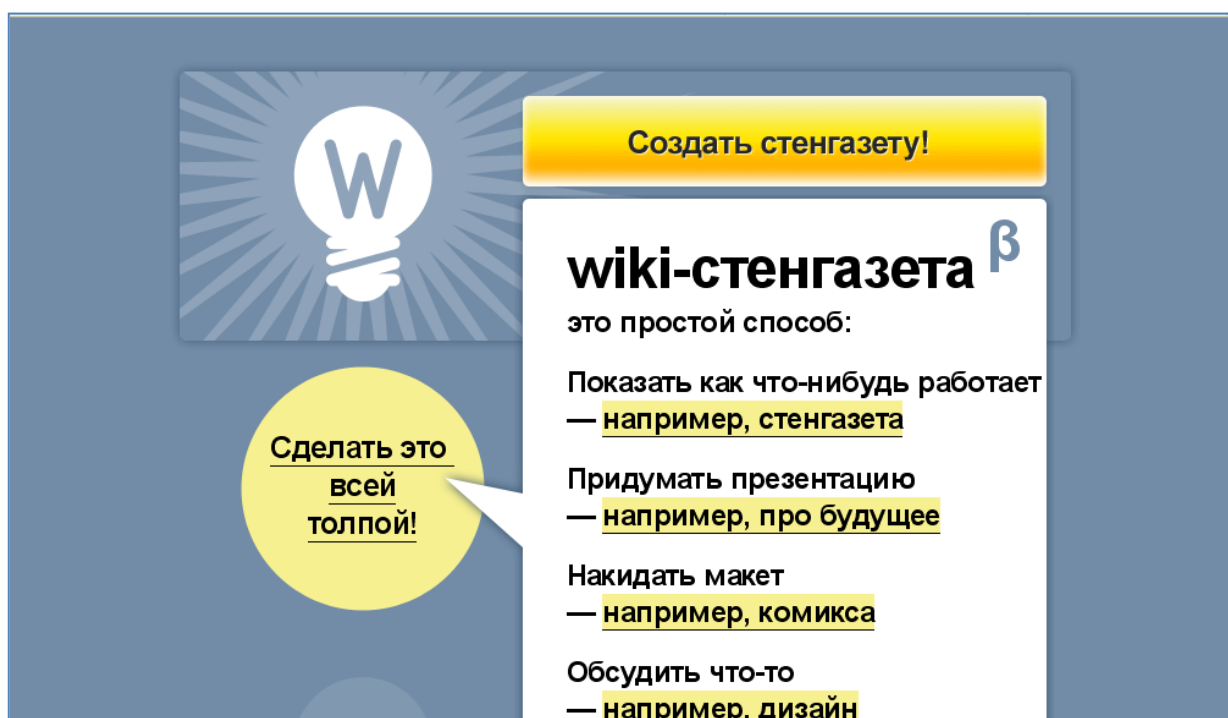 W
Создать стенгазету!
wiki-стенгазета β
это простой способ:
Показать как что-нибудь работает
— например, стенгазета
Придумать презентацию
— например, про будущее
Накидать макет
— например, комикса
Обсудить что-то
— например, дизайн
Сделать это
всей
толпой!